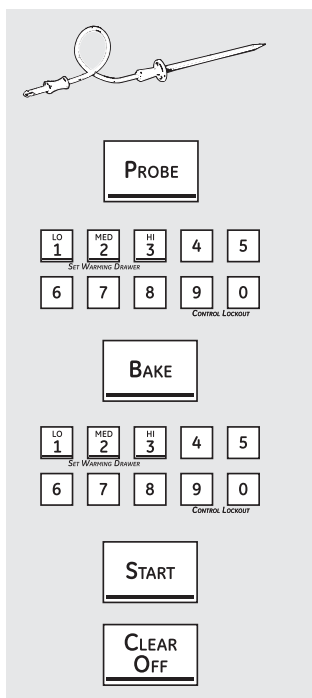 PROBE
LO MED HI
1 2 3 4 5
SET WARMING DRAWER
6 7 8 9 0
CONTROL LOCKOUT
BAKE
LO MED HI
1 2 3 4 5
SET WARMING DRAWER
6 7 8 9 0
CONTROL LOCKOUT
START
CLEAR
OFF